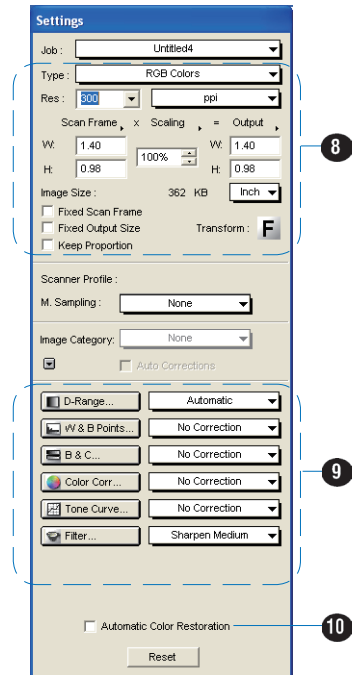 Settings
Job : Untitled4
Type : RGB Colors
Res : 300 ppi
Scan Frame x Scaling = Output
W: 1.40 100% W: 1.40
H: 0.98 H: 0.98
Image Size : 362 KB Inch
Fixed Scan Frame
Fixed Output Size Transform : F
Keep Proportion
8
Scanner Profile :
M. Sampling : None
Image Category: None
Auto Corrections
D-Range... Automatic
W & B Points... No Correction
B & C... No Correction
9
Color Corr... No Correction
Tone Curve... No Correction
Filter... Sharpen Medium
Automatic Color Restoration 10
Reset